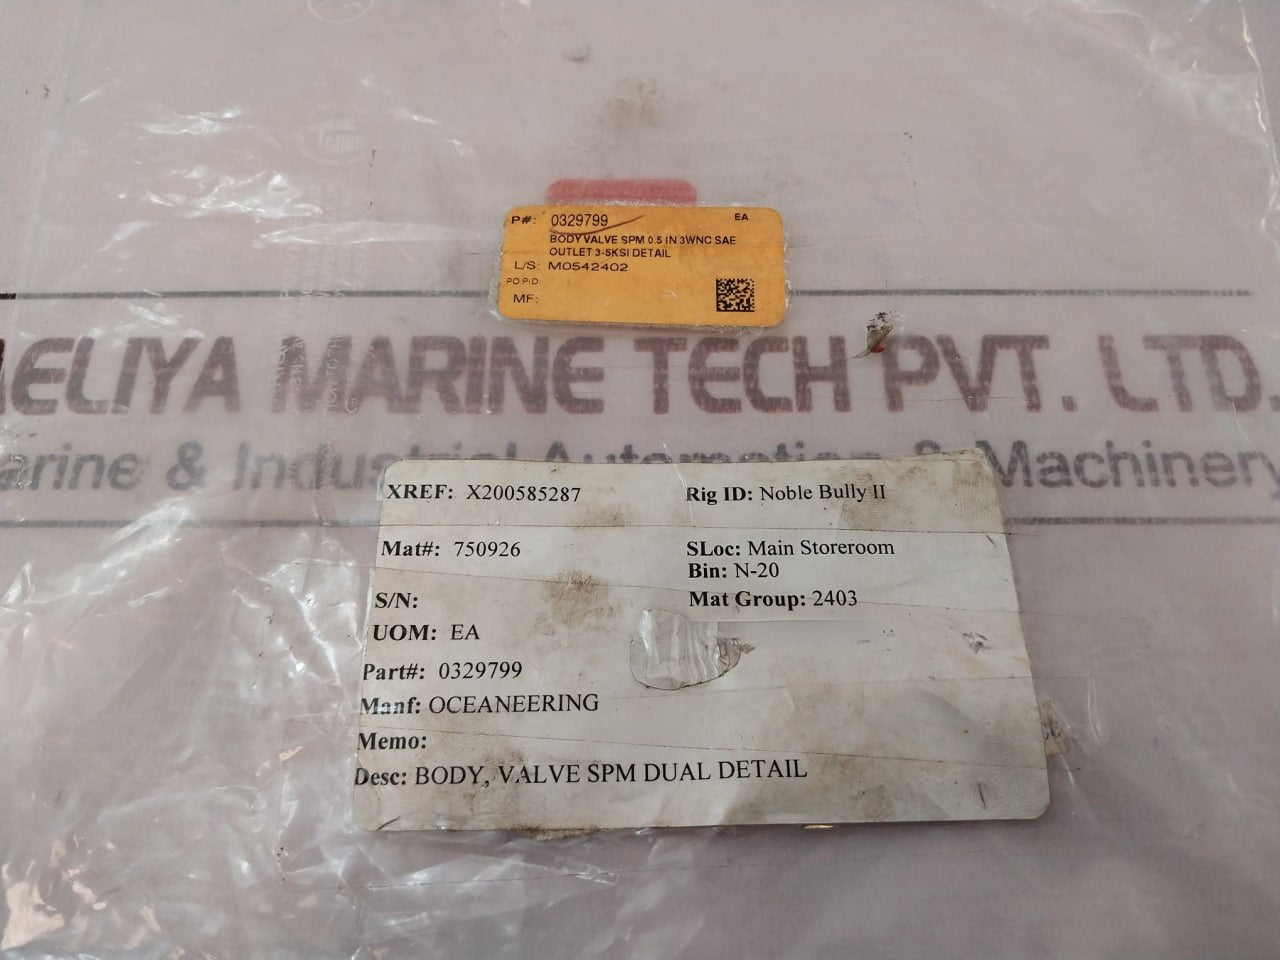 P#: 0329799 EA
BODY VALVE SPM 0.5 IN 3WNC SAE
OUTLET 3-5KSI DETAIL
L/S: M0542402
PO.PID
MF:
AELIYA MARINE TECH PVT. LTD.
arine & Industrial Automation & Machinery
XREF: X200585287 Rig ID: Noble Bully II
Mat#: 750926 SLoc: Main Storeroom
Bin: N-20
S/N: Mat Group: 2403
UOM: EA
Part#: 0329799
Manf: OCEANEERING
Memo:
Desc: BODY, VALVE SPM DUAL DETAIL